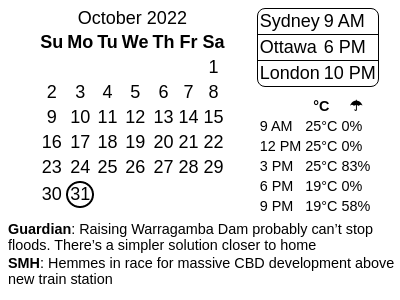 October 2022
Su Mo Tu We Th Fr Sa
1
2 3 4 5 6 7 8
9 10 11 12 13 14 15
16 17 18 19 20 21 22
23 24 25 26 27 28 29
30 31
Sydney 9 AM
Ottawa 6 PM
London 10 PM
°C ☂
9 AM 25°C 0%
12 PM 25°C 0%
3 PM 25°C 83%
6 PM 19°C 0%
9 PM 19°C 58%
Guardian: Raising Warragamba Dam probably can’t stop
floods. There’s a simpler solution closer to home
SMH: Hemmes in race for massive CBD development above
new train station